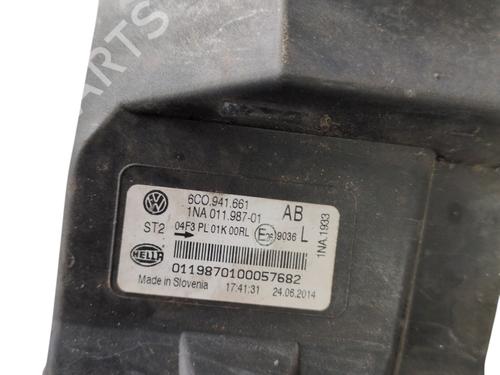 PARTS
6C0.941.661 AB
1NA 011.987-01
ST2 04F3 PL 01K 00RL E 9036 L
1NA.1933
HELLA
0119870100057682
Made in Slovenia 17:41:31 24.06.2014